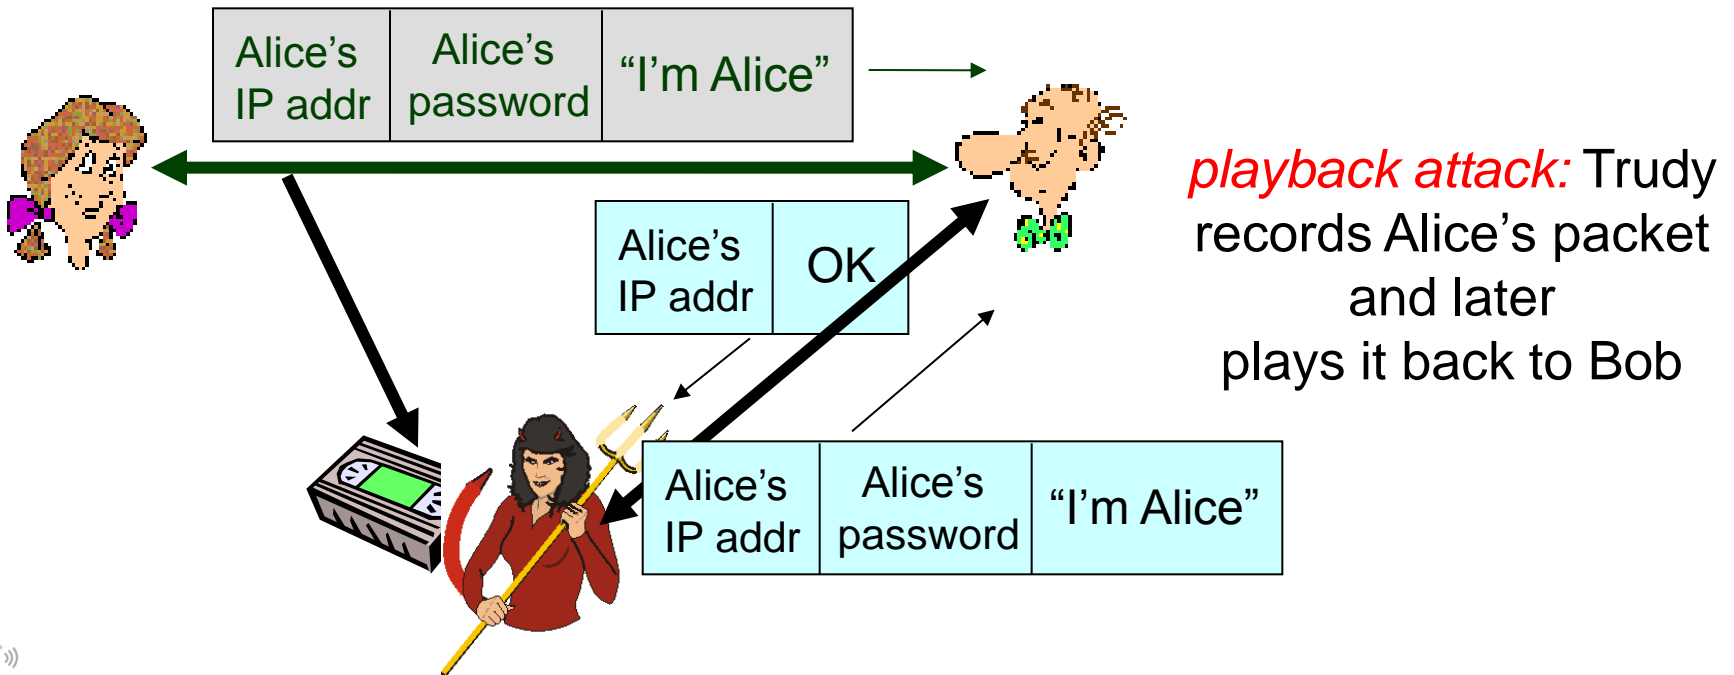 Alice’s
IP addr
Alice’s
password
“I’m Alice”
Alice’s
IP addr
OK
playback attack: Trudy
records Alice’s packet
and later
plays it back to Bob
Alice’s
IP addr
Alice’s
password
“I’m Alice”